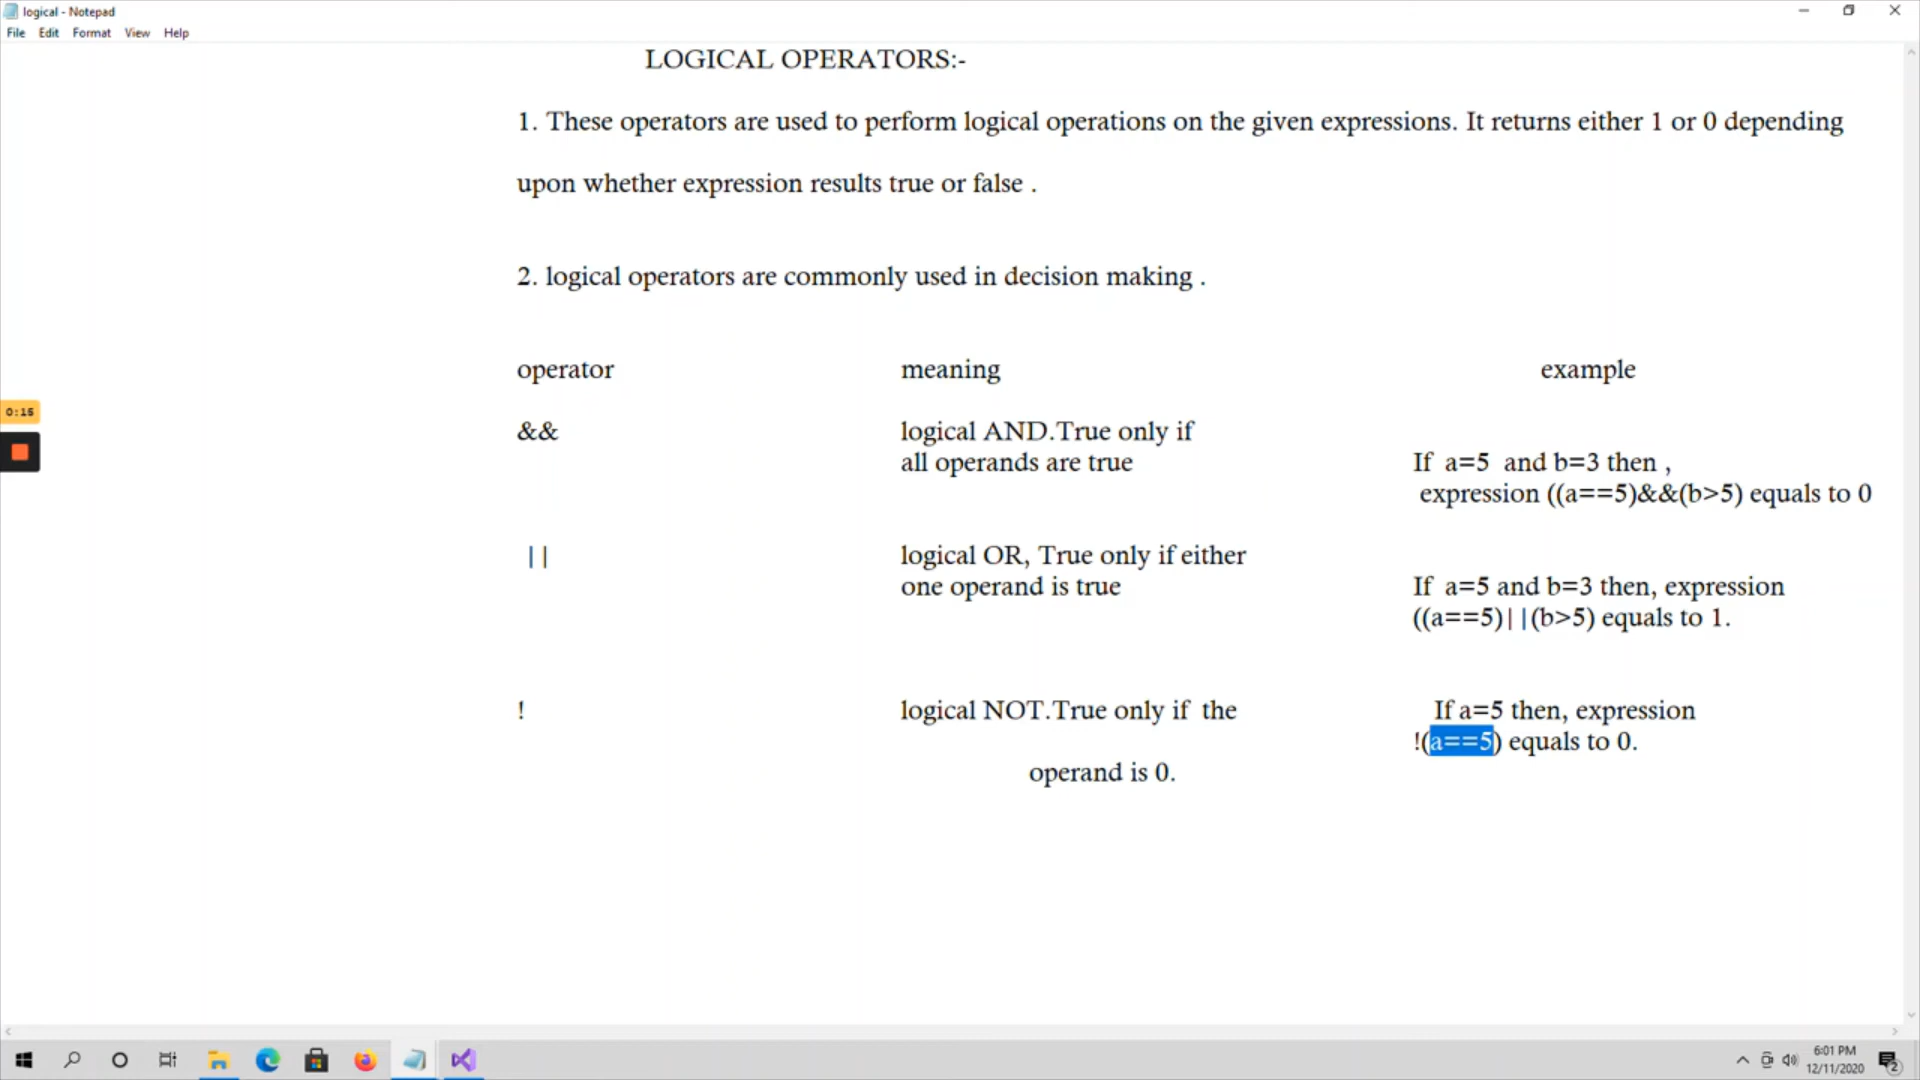 logical - Notepad
File Edit Format View Help
LOGICAL OPERATORS:-
1. These operators are used to perform logical operations on the given expressions. It returns either 1 or 0 depending
upon whether expression results true or false .
2. logical operators are commonly used in decision making .
operator meaning example
&& logical AND.True only if
all operands are true If a=5 and b=3 then ,
expression ((a==5)&&(b>5) equals to 0
0:15
|| logical OR, True only if either
one operand is true If a=5 and b=3 then, expression
((a==5)||(b>5) equals to 1.
! logical NOT.True only if the If a=5 then, expression
!(a==5) equals to 0.
operand is 0.
6:01 PM
12/11/2020
2